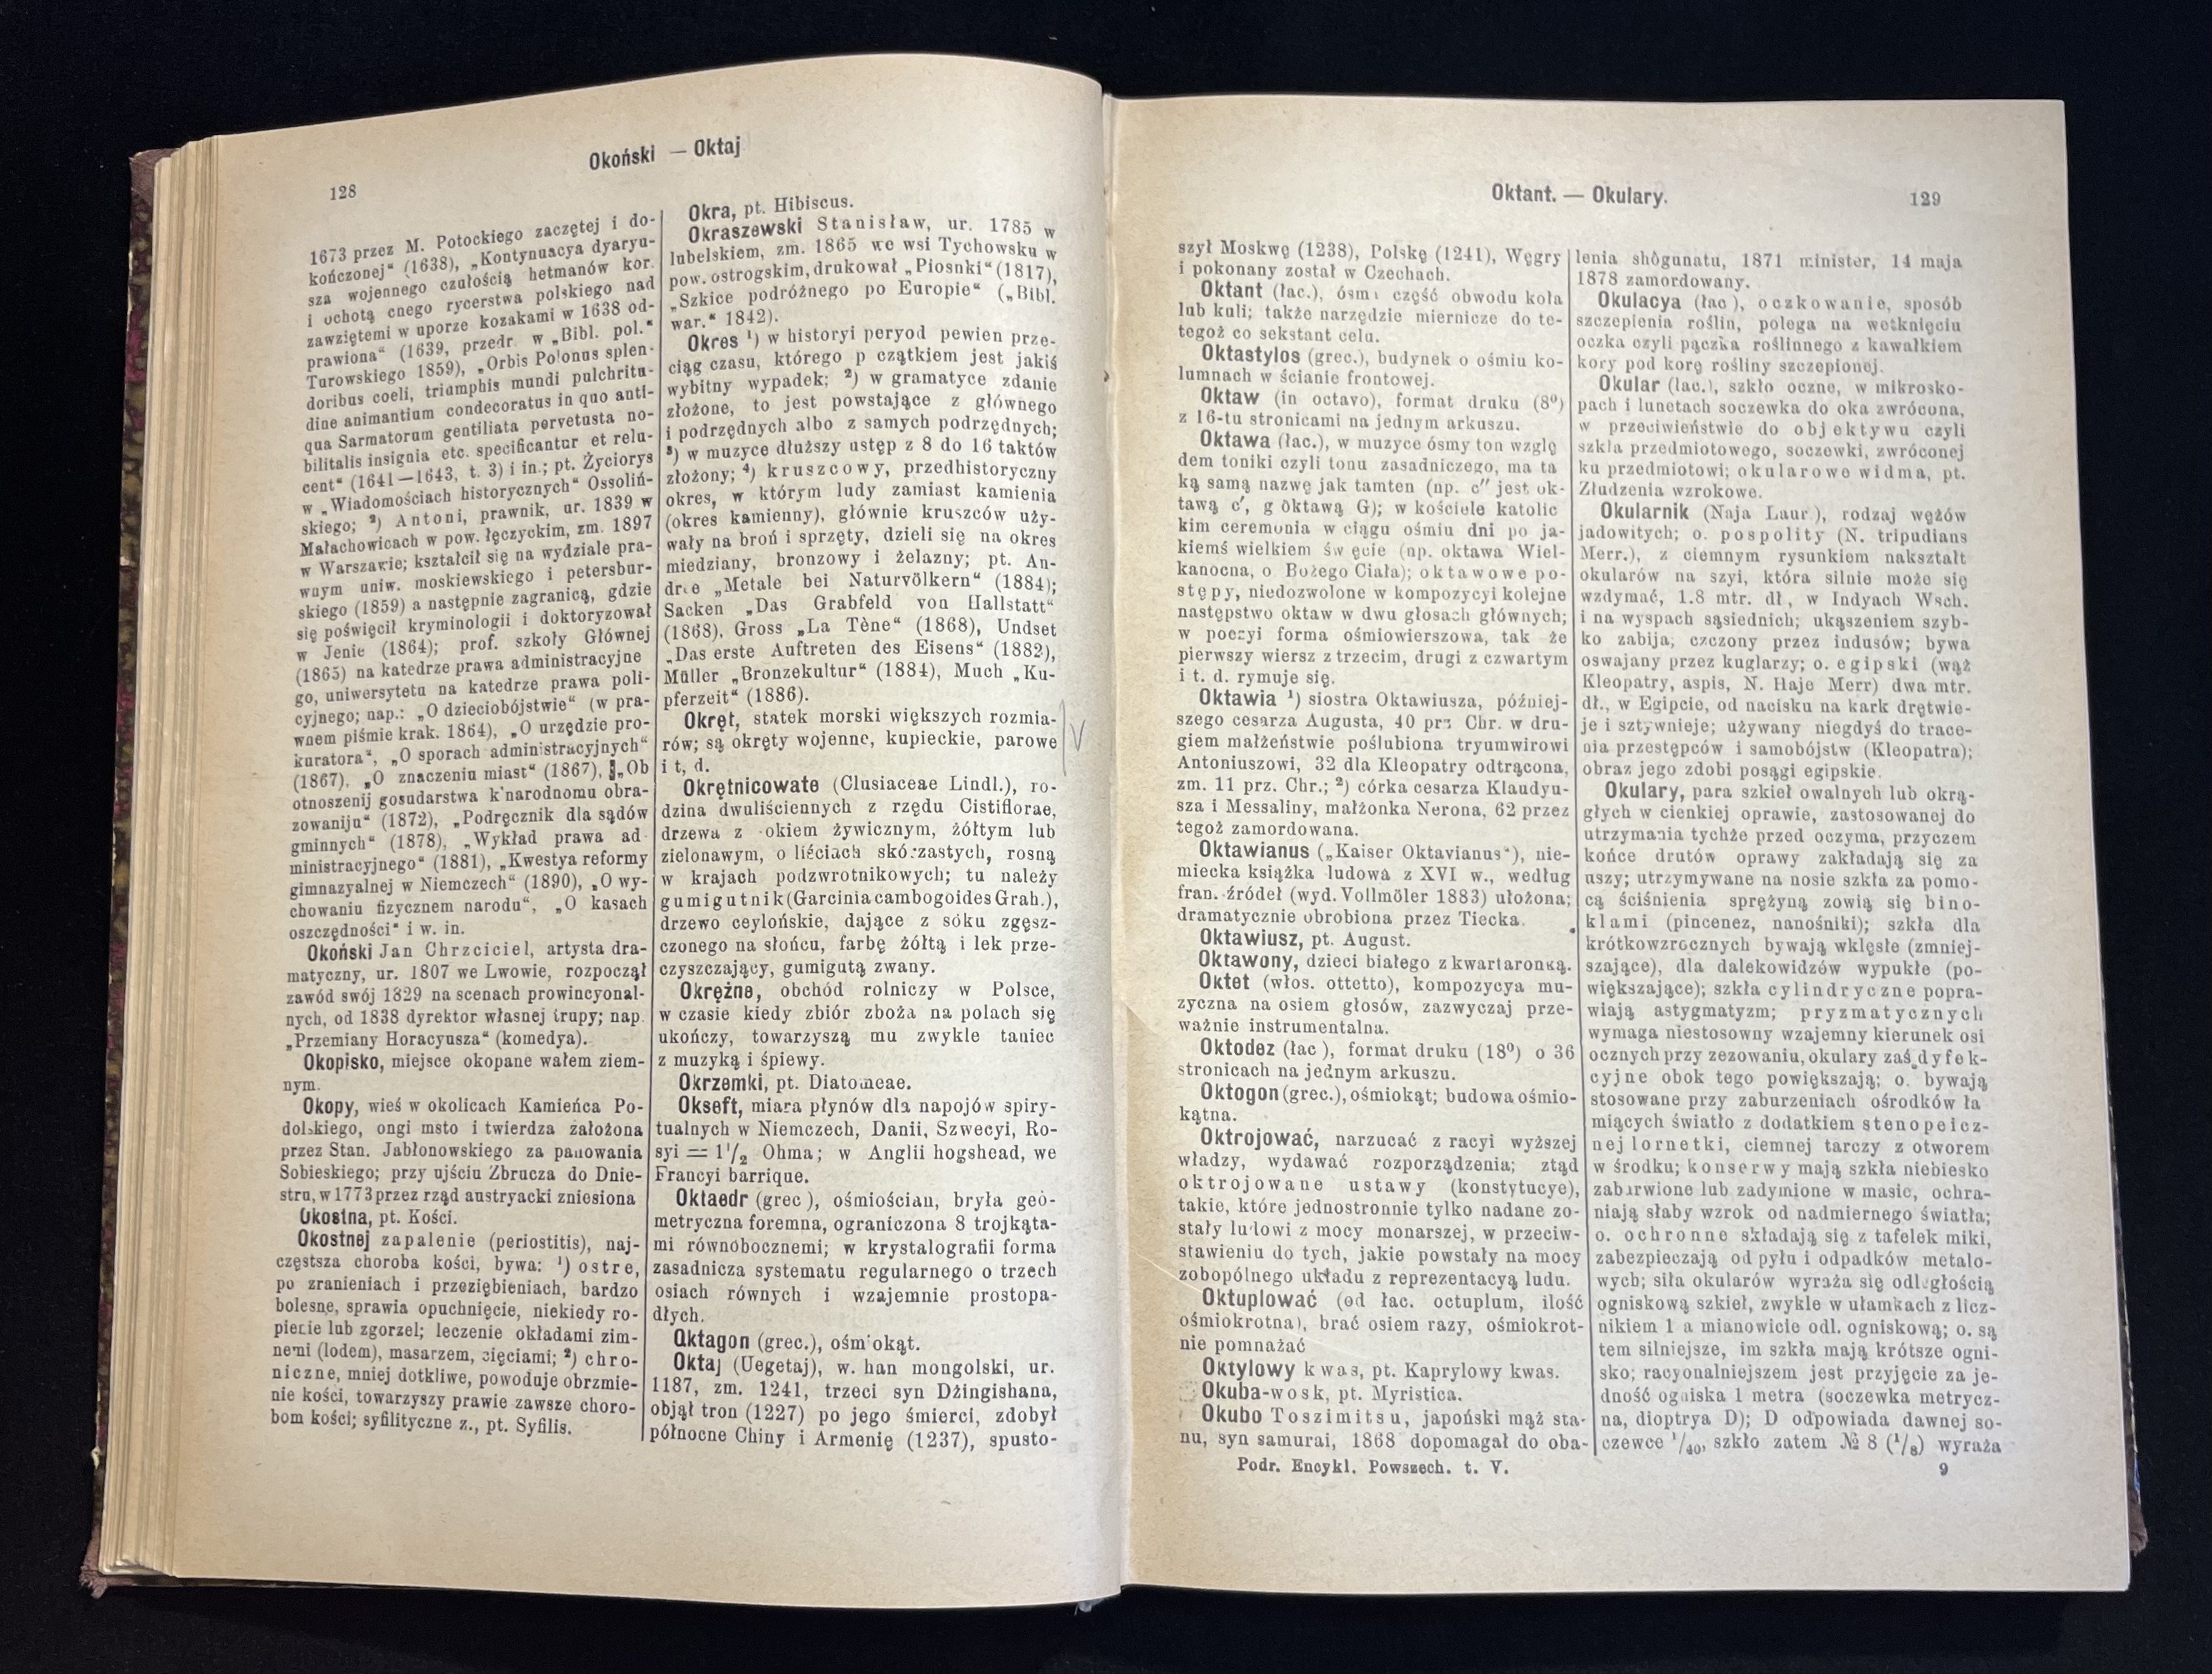 128
Okoński — Oktaj
1673 przez M. Potockiego zaczętej i do-
kończonej“ (1638), „Kontynuacya dyaryu-
sza wojennego czułością hetmanów kor.
i ochotą cnego rycerstwa polskiego nad
zawziętemi w uporze kozakami w 1638 od-
prawiona“ (1639, przedr. w „Bibl. pol.“
Turowskiego 1859), „Orbis Polonus splen-
doribus coeli, triumphis mundi pulchritu-
dine animantium condecoratus in quo anti-
qua Sarmatorum gentiliata pervetusta no-
bilitalis insignia etc. specificantur et relu-
cent“ (1641—1643, t. 3) i in.; pt. Życiorys
w „Wiadomościach historycznych“ Ossoliń-
skiego; ²) Antoni, prawnik, ur. 1839 w
Małachowicach w pow. łęczyckim, zm. 1897
w Warszawie; kształcił się na wydziale pra-
wnym uniw. moskiewskiego i petersbur-
skiego (1859) a następnie zagranicą, gdzie
się poświęcił kryminologii i doktoryzował
w Jenie (1864); prof. szkoły Głównej
(1865) na katedrze prawa administracyjne
go, uniwersytetu na katedrze prawa poli-
cyjnego; nap.: „O dzieciobójstwie“ (w pra-
wnem piśmie krak. 1864), „O urzędzie pro-
kuratora“, „O sporach administracyjnych“
(1867), „O znaczeniu miast“ (1867), „Ob
otnoszenij gosudarstwa k'narodnomu obra-
zowaniju“ (1872), „Podręcznik dla sądów
gminnych“ (1878), „Wykład prawa ad
ministracyjnego“ (1881), „Kwestya reformy
gimnazyalnej w Niemczech“ (1890), „O wy-
chowaniu fizycznem narodu“, „O kasach
oszczędności“ i w. in.
Okoński Jan Chrzciciel, artysta dra-
matyczny, ur. 1807 we Lwowie, rozpoczął
zawód swój 1829 na scenach prowincyonal-
nych, od 1838 dyrektor własnej trupy; nap.
„Przemiany Horacyusza“ (komedya).
Okopisko, miejsce okopane wałem ziem-
nym.
Okopy, wieś w okolicach Kamieńca Po-
dolskiego, ongi msto i twierdza założona
przez Stan. Jabłonowskiego za panowania
Sobieskiego; przy ujściu Zbrucza do Dnie-
stru, w 1773 przez rząd austryacki zniesiona
Okostna, pt. Kości.
Okostnej zapalenie (periostitis), naj-
częstsza choroba kości, bywa: ¹) ostre,
po zranieniach i przeziębieniach, bardzo
bolesne, sprawia opuchnięcie, niekiedy ro-
pienie lub zgorzel; leczenie okładami zim-
nemi (lodem), masarzem, cięciami; ²) chro-
niczne, mniej dotkliwe, powoduje obrzmie-
nie kości, towarzyszy prawie zawsze choro-
bom kości; syfilityczne z., pt. Syfilis.
Okra, pt. Hibiscus.
Okraszewski Stanisław, ur. 1785 w
lubelskiem, zm. 1865 we wsi Tychowsku w
pow. ostrogskim, drukował „Piosnki“ (1817),
„Szkice podróżnego po Europie“ („Bibl.
war.“ 1842).
Okres ¹) w historyi peryod pewien prze-
ciąg czasu, którego p czątkiem jest jakiś
wybitny wypadek; ²) w gramatyce zdanie
złożone, to jest powstające z głównego
i podrzędnych albo z samych podrzędnych;
³) w muzyce dłuższy ustęp z 8 do 16 taktów
złożony; ⁴) kruszcowy, przedhistoryczny
okres, w którym ludy zamiast kamienia
(okres kamienny), głównie kruszców uży-
wały na broń i sprzęty, dzieli się na okres
miedziany, bronzowy i żelazny; pt. An-
dree „Metale bei Naturvölkern“ (1884);
Sacken „Das Grabfeld von Hallstatt“
(1868), Gross „La Tène“ (1868), Undset
„Das erste Auftreten des Eisens“ (1882),
Müller „Bronzekultur“ (1884), Much „Ku-
pferzeit“ (1886).
Okręt, statek morski większych rozmia-
rów; są okręty wojenne, kupieckie, parowe
i t, d.
Okrętnicowate (Clusiaceae Lindl.), ro-
dzina dwuliściennych z rzędu Cistiflorae,
drzewa z okiem żywicznym, żółtym lub
zielonawym, o liściach skórzastych, rosną
w krajach podzwrotnikowych; tu należy
gumigutnik (Garcinia cambogoides Grah.),
drzewo ceylońskie, dające z soku zgęsz-
czonego na słońcu, farbę żółtą i lek prze-
czyszczający, gumigutą zwany.
Okrężne, obchód rolniczy w Polsce,
w czasie kiedy zbiór zboża na polach się
ukończy, towarzyszą mu zwykle taniec
z muzyką i śpiewy.
Okrzemki, pt. Diatomeae.
Okseft, miara płynów dla napojów spiry-
tualnych w Niemczech, Danii, Szwecyi, Ro-
syi = 1¹/₂ Ohma; w Anglii hogshead, we
Francyi barrique.
Oktaedr (grec ), ośmiościan, bryła geo-
metryczna foremna, ograniczona 8 trojkąta-
mi równobocznemi; w krystalografii forma
zasadnicza systematu regularnego o trzech
osiach równych i wzajemnie prostopa-
dłych.
Oktagon (grec.), ośmiokąt.
Oktaj (Uegetaj), w. han mongolski, ur.
1187, zm. 1241, trzeci syn Dżingishana,
objął tron (1227) po jego śmierci, zdobył
północne Chiny i Armenię (1237), spusto-
Oktant. — Okulary.
129
szył Moskwę (1238), Polskę (1241), Węgry
i pokonany został w Czechach.
Oktant (łac.), ósma część obwodu koła
lub kuli; także narzędzie miernicze do te-
tegoż co sekstant celu.
Oktastylos (grec.), budynek o ośmiu ko-
lumnach w ścianie frontowej.
Oktaw (in octavo), format druku (8⁰)
z 16-tu stronicami na jednym arkuszu.
Oktawa (łac.), w muzyce ósmy ton wzglę
dem toniki czyli tonu zasadniczego, ma ta
ką samą nazwę jak tamten (np. c″ jest ok-
tawą c′, g oktawą G); w kościele katolic
kim ceremonia w ciągu ośmiu dni po ja-
kiemś wielkiem św ęcie (np. oktawa Wiel-
kanocna, o. Bożego Ciała); oktawowe po-
stępy, niedozwolone w kompozycyi kolejne
następstwo oktaw w dwu głosach głównych;
w poezyi forma ośmiowierszowa, tak że
pierwszy wiersz z trzecim, drugi z czwartym
i t. d. rymuje się.
Oktawia ¹) siostra Oktawiusza, później-
szego cesarza Augusta, 40 prz Chr. w dru-
giem małżeństwie poślubiona tryumwirowi
Antoniuszowi, 32 dla Kleopatry odtrącona,
zm. 11 prz. Chr.; ²) córka cesarza Klaudyu-
sza i Messaliny, małżonka Nerona, 62 przez
tegoż zamordowana.
Oktawianus („Kaiser Oktavianus“), nie-
miecka książka ludowa z XVI w., według
fran. źródeł (wyd. Vollmöler 1883) ułożona;
dramatycznie obrobiona przez Tiecka.
Oktawiusz, pt. August.
Oktawony, dzieci białego z kwartaronką.
Oktet (włos. ottetto), kompozycya mu-
zyczna na osiem głosów, zazwyczaj prze-
ważnie instrumentalna.
Oktodez (łac ), format druku (18⁰) o 36
stronicach na jednym arkuszu.
Oktogon (grec.), ośmiokąt; budowa ośmio-
kątna.
Oktrojować, narzucać z racyi wyższej
władzy, wydawać rozporządzenia; ztąd
oktrojowane ustawy (konstytucye),
takie, które jednostronnie tylko nadane zo-
stały ludowi z mocy monarszej, w przeciw-
stawieniu do tych, jakie powstały na mocy
zobopólnego układu z reprezentacyą ludu.
Oktuplować (od łac. octuplum, ilość
ośmiokrotna), brać osiem razy, ośmiokrot-
nie pomnażać
Oktylowy kwas, pt. Kaprylowy kwas.
Okuba-wosk, pt. Myristica.
Okubo Toszimitsu, japoński mąż sta-
nu, syn samurai, 1868 dopomagał do oba-
Podr. Encykl. Powszech. t. V.
lenia shôgunatu, 1871 minister, 14 maja
1878 zamordowany.
Okulacya (łac ), oczkowanie, sposób
szczepienia roślin, polega na wetknięciu
oczka czyli pączka roślinnego z kawałkiem
kory pod korę rośliny szczepionej.
Okular (łac.), szkło oczne, w mikrosko-
pach i lunetach soczewka do oka zwrócona,
w przeciwieństwie do objektywu czyli
szkła przedmiotowego, soczewki, zwróconej
ku przedmiotowi; okularowe widma, pt.
Złudzenia wzrokowe.
Okularnik (Naja Laur.), rodzaj wężów
jadowitych; o. pospolity (N. tripudians
Merr.), z ciemnym rysunkiem nakształt
okularów na szyi, która silnie może się
wzdymać, 1.8 mtr. dł, w Indyach Wsch.
i na wyspach sąsiednich; ukąszeniem szyb-
ko zabija, czczony przez indusów; bywa
oswajany przez kuglarzy; o. egipski (wąż
Kleopatry, aspis, N. Haje Merr) dwa mtr.
dł., w Egipcie, od nacisku na kark drętwie-
je i sztywnieje; używany niegdyś do trace-
nia przestępców i samobójstw (Kleopatra);
obraz jego zdobi posągi egipskie.
Okulary, para szkieł owalnych lub okrą-
głych w cienkiej oprawie, zastosowanej do
utrzymania tychże przed oczyma, przyczem
końce drutów oprawy zakładają się za
uszy; utrzymywane na nosie szkła za pomo-
cą ściśnienia sprężyną zowią się bino-
klami (pincenez, nanośniki); szkła dla
krótkowzrocznych bywają wklęsłe (zmniej-
szające), dla dalekowidzów wypukłe (po-
większające); szkła cylindryczne popra-
wiają astygmatyzm; pryzmatycznych
wymaga niestosowny wzajemny kierunek osi
ocznych przy zezowaniu, okulary zaś dyfek-
cyjne obok tego powiększają; o. bywają
stosowane przy zaburzeniach ośrodków ła
miących światło z dodatkiem stenopeicz-
nej lornetki, ciemnej tarczy z otworem
w środku; konserwy mają szkła niebiesko
zabarwione lub zadymione w masie, ochra-
niają słaby wzrok od nadmiernego światła;
o. ochronne składają się z tafelek miki,
zabezpieczają od pyłu i odpadków metalo-
wych; siła okularów wyraża się odległością
ogniskową szkieł, zwykle w ułamkach z licz-
nikiem 1 a mianowicie odl. ogniskową; o. są
tem silniejsze, im szkła mają krótsze ogni-
sko; racyonalniejszem jest przyjęcie za je-
dność ogniska 1 metra (soczewka metrycz-
na, dioptrya D); D odpowiada dawnej so-
czewce ¹/₄₀, szkło zatem № 8 (¹/₈) wyraża
9